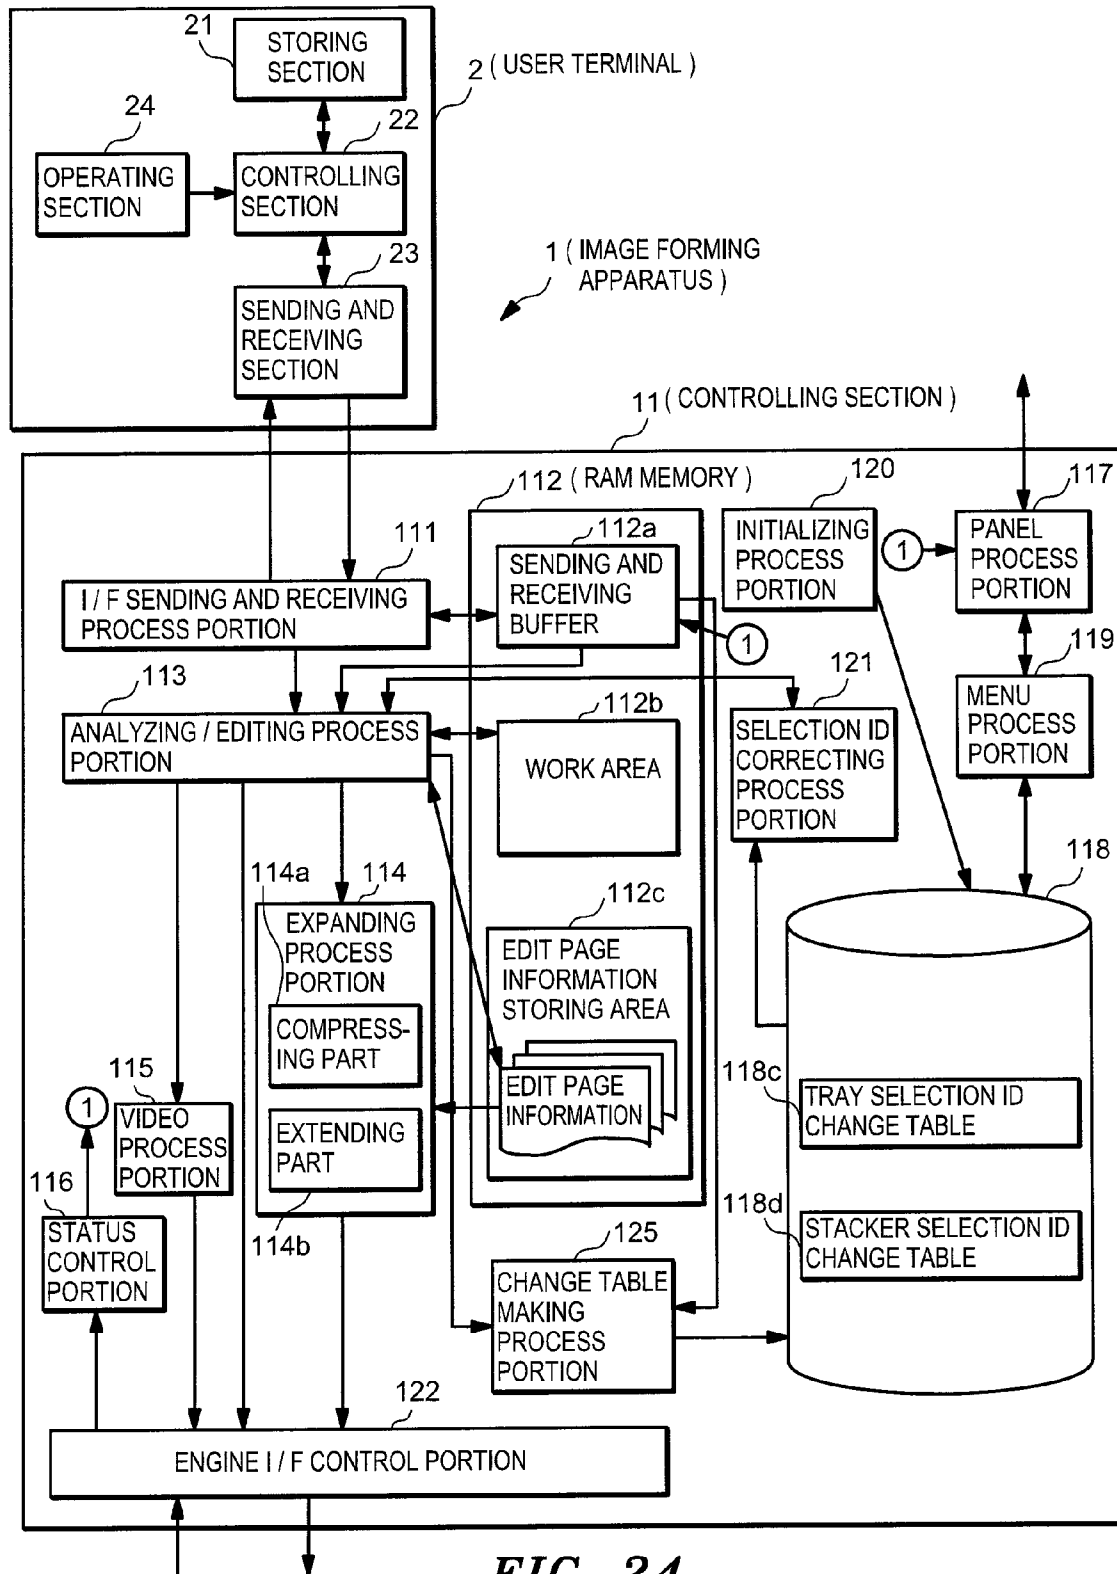 21
STORING
SECTION
2 ( USER TERMINAL )
24
22
OPERATING
SECTION
CONTROLLING
SECTION
23
1 ( IMAGE FORMING
APPARATUS )
SENDING AND
RECEIVING
SECTION
11 ( CONTROLLING SECTION )
112 ( RAM MEMORY )
120
117
111
112a
INITIALIZING
PROCESS
PORTION
1
PANEL
PROCESS
PORTION
SENDING AND
RECEIVING
BUFFER
I / F SENDING AND RECEIVING
PROCESS PORTION
1
119
113
121
112b
ANALYZING / EDITING PROCESS
PORTION
WORK AREA
SELECTION ID
CORRECTING
PROCESS
PORTION
MENU
PROCESS
PORTION
118
114a
114
112c
EXPANDING
PROCESS
PORTION
EDIT PAGE
INFORMATION
STORING AREA
COMPRESS-
ING PART
EDIT PAGE
INFORMATION
118c
TRAY SELECTION ID
CHANGE TABLE
115
1
VIDEO
PROCESS
PORTION
EXTENDING
PART
116
STATUS
CONTROL
PORTION
114b
118d
STACKER SELECTION ID
CHANGE TABLE
125
CHANGE TABLE
MAKING
PROCESS
PORTION
122
ENGINE I / F CONTROL PORTION
FIG. 24